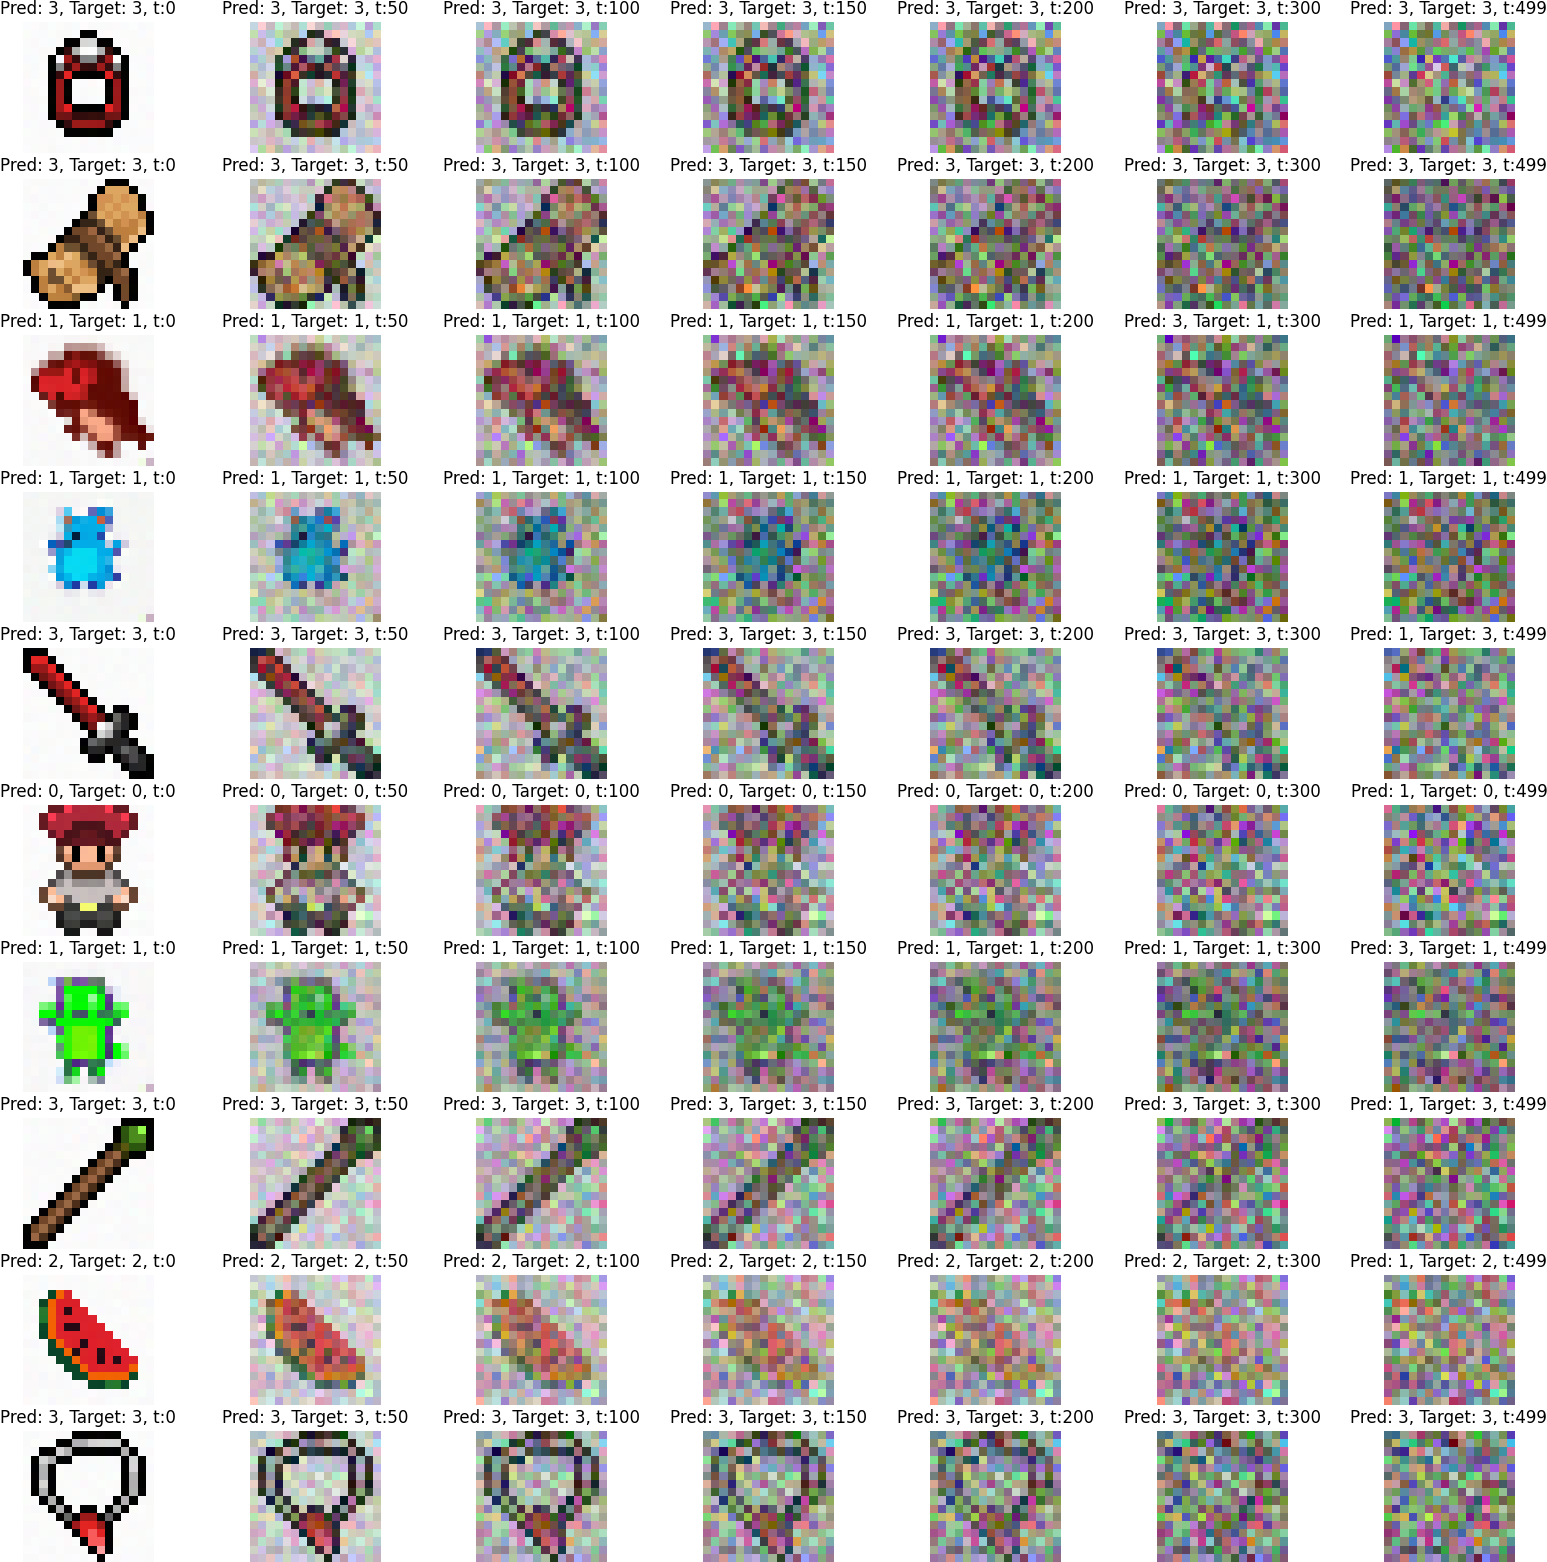 Pred: 3, Target: 3, t:0 Pred: 3, Target: 3, t:50 Pred: 3, Target: 3, t:100 Pred: 3, Target: 3, t:150 Pred: 3, Target: 3, t:200 Pred: 3, Target: 3, t:300 Pred: 3, Target: 3, t:499
Pred: 3, Target: 3, t:0 Pred: 3, Target: 3, t:50 Pred: 3, Target: 3, t:100 Pred: 3, Target: 3, t:150 Pred: 3, Target: 3, t:200 Pred: 3, Target: 3, t:300 Pred: 3, Target: 3, t:499
Pred: 1, Target: 1, t:0 Pred: 1, Target: 1, t:50 Pred: 1, Target: 1, t:100 Pred: 1, Target: 1, t:150 Pred: 1, Target: 1, t:200 Pred: 3, Target: 1, t:300 Pred: 1, Target: 1, t:499
Pred: 1, Target: 1, t:0 Pred: 1, Target: 1, t:50 Pred: 1, Target: 1, t:100 Pred: 1, Target: 1, t:150 Pred: 1, Target: 1, t:200 Pred: 1, Target: 1, t:300 Pred: 1, Target: 1, t:499
Pred: 3, Target: 3, t:0 Pred: 3, Target: 3, t:50 Pred: 3, Target: 3, t:100 Pred: 3, Target: 3, t:150 Pred: 3, Target: 3, t:200 Pred: 3, Target: 3, t:300 Pred: 1, Target: 3, t:499
Pred: 0, Target: 0, t:0 Pred: 0, Target: 0, t:50 Pred: 0, Target: 0, t:100 Pred: 0, Target: 0, t:150 Pred: 0, Target: 0, t:200 Pred: 0, Target: 0, t:300 Pred: 1, Target: 0, t:499
Pred: 1, Target: 1, t:0 Pred: 1, Target: 1, t:50 Pred: 1, Target: 1, t:100 Pred: 1, Target: 1, t:150 Pred: 1, Target: 1, t:200 Pred: 1, Target: 1, t:300 Pred: 3, Target: 1, t:499
Pred: 3, Target: 3, t:0 Pred: 3, Target: 3, t:50 Pred: 3, Target: 3, t:100 Pred: 3, Target: 3, t:150 Pred: 3, Target: 3, t:200 Pred: 3, Target: 3, t:300 Pred: 1, Target: 3, t:499
Pred: 2, Target: 2, t:0 Pred: 2, Target: 2, t:50 Pred: 2, Target: 2, t:100 Pred: 2, Target: 2, t:150 Pred: 2, Target: 2, t:200 Pred: 2, Target: 2, t:300 Pred: 1, Target: 2, t:499
Pred: 3, Target: 3, t:0 Pred: 3, Target: 3, t:50 Pred: 3, Target: 3, t:100 Pred: 3, Target: 3, t:150 Pred: 3, Target: 3, t:200 Pred: 3, Target: 3, t:300 Pred: 3, Target: 3, t:499